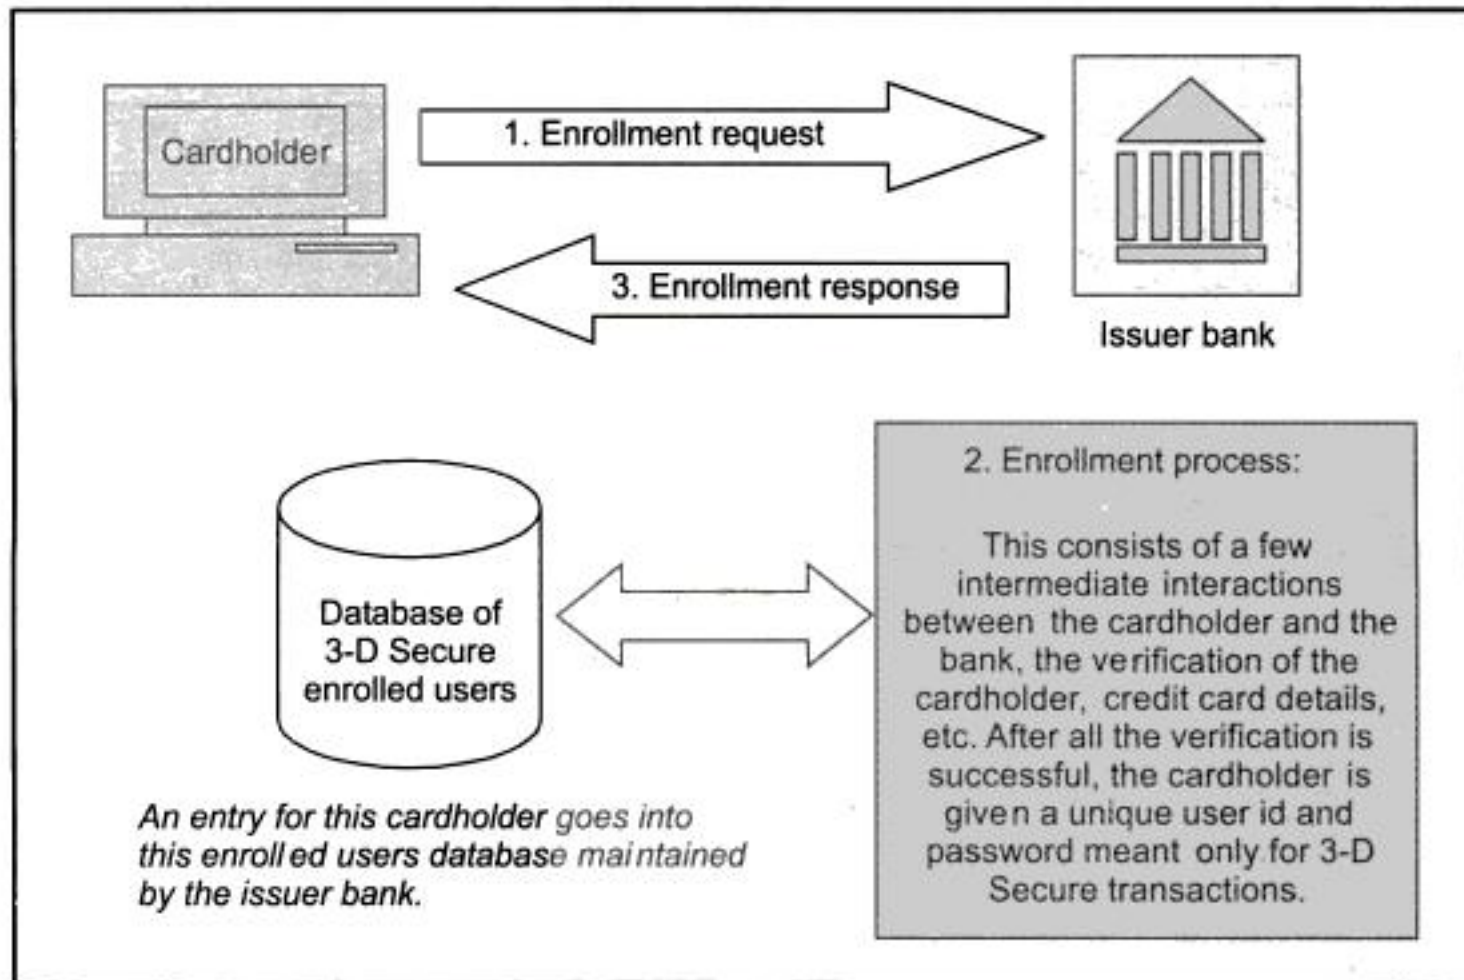 Cardholder
1. Enrollment request
3. Enrollment response
Issuer bank
2. Enrollment process:
This consists of a few
intermediate interactions
between the cardholder and the
bank, the verification of the
cardholder, credit card details,
etc. After all the verification is
successful, the cardholder is
given a unique user id and
password meant only for 3-D
Secure transactions.
Database of
3-D Secure
enrolled users
An entry for this cardholder goes into
this enrolled users database maintained
by the issuer bank.